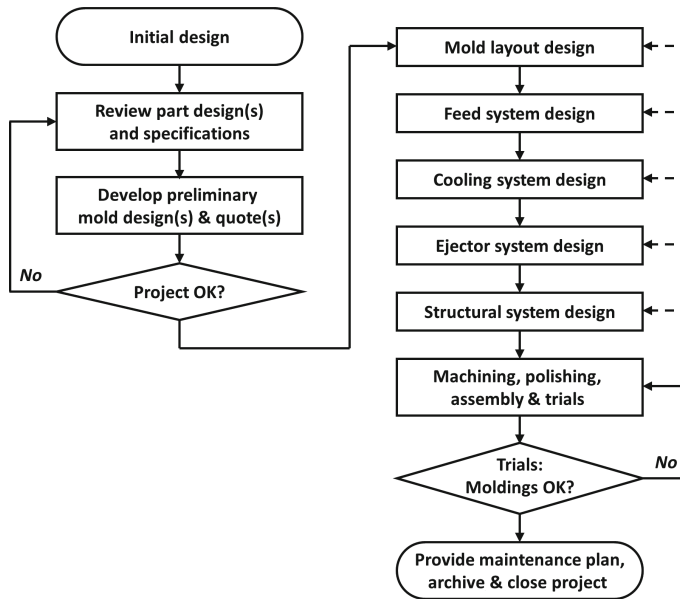 Initial design
Review part design(s)
and specifications
Develop preliminary
mold design(s) & quote(s)
No
Project OK?
Mold layout design
Feed system design
Cooling system design
Ejector system design
Structural system design
Machining, polishing,
assembly & trials
Trials:
Moldings OK?
No
Provide maintenance plan,
archive & close project